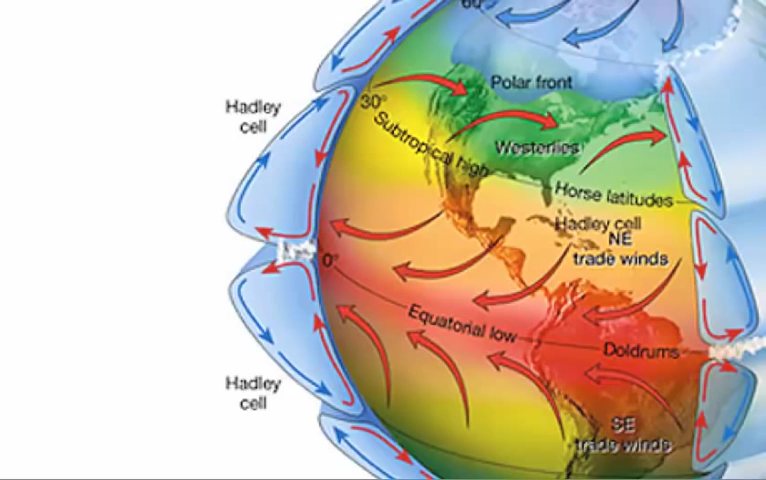 60°
Polar front
30°
Hadley
cell
Subtropical high
Westerlies
Horse latitudes
Hadley cell
NE
trade winds
0°
Equatorial low
Doldrums
Hadley
cell
SE
trade winds